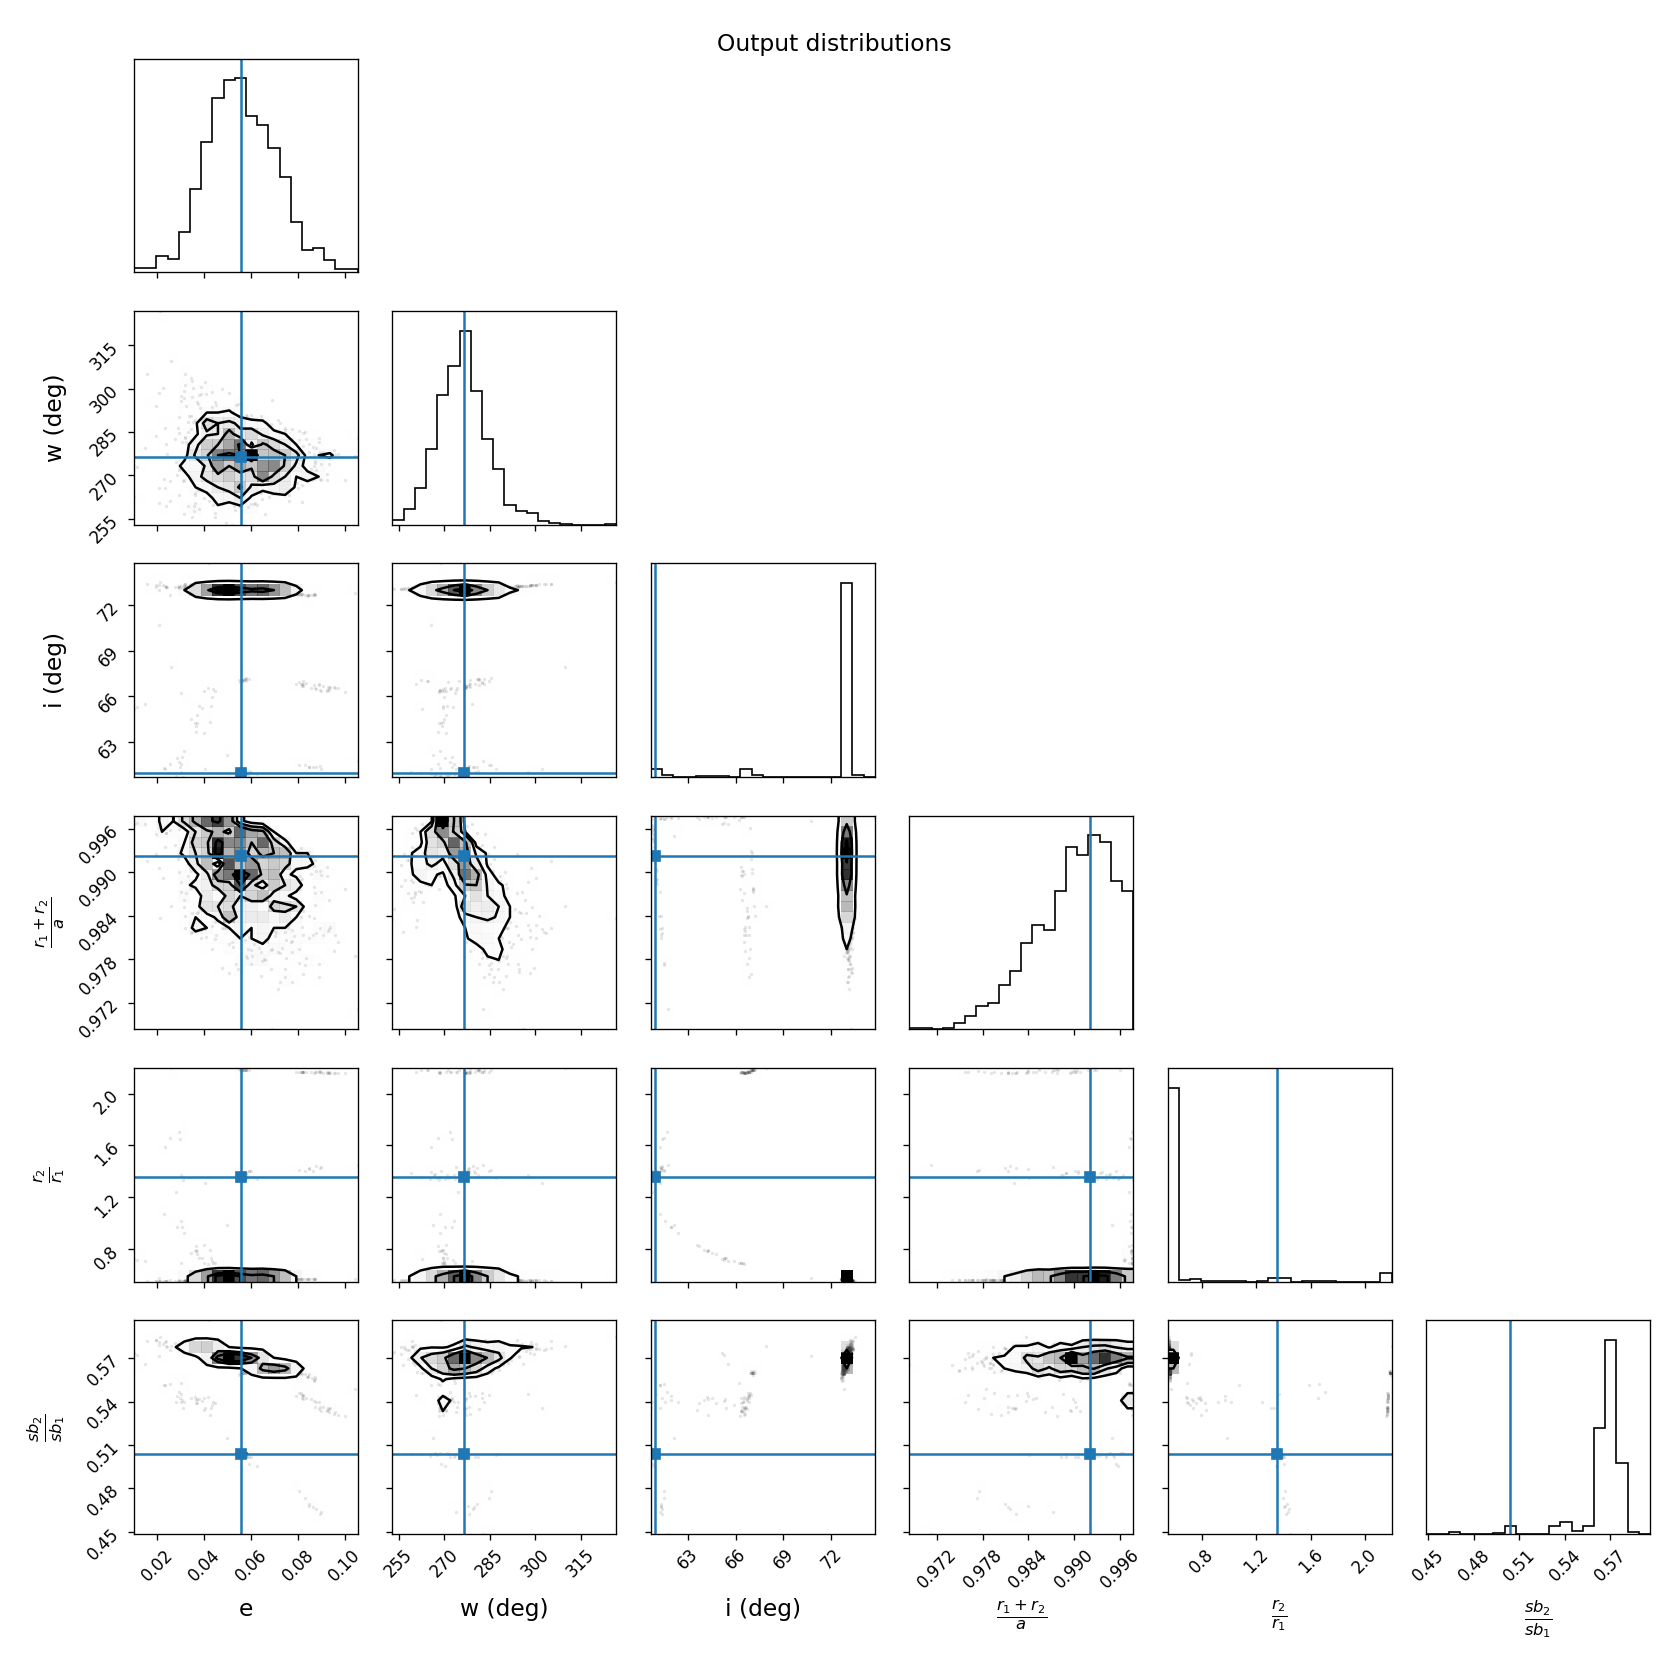 Output distributions
w (deg)
315
300
285
270
255
i (deg)
72
69
66
63
r₁ + r₂
a
0.996
0.990
0.984
0.978
0.972
r₂
r₁
2.0
1.6
1.2
0.8
sb₂
sb₁
0.57
0.54
0.51
0.48
0.45
0.02 0.04 0.06 0.08 0.10
255 270 285 300 315
63 66 69 72
0.972 0.978 0.984 0.990 0.996
0.8 1.2 1.6 2.0
0.45 0.48 0.51 0.54 0.57
e
w (deg)
i (deg)
r₁ + r₂
a
r₂
r₁
sb₂
sb₁